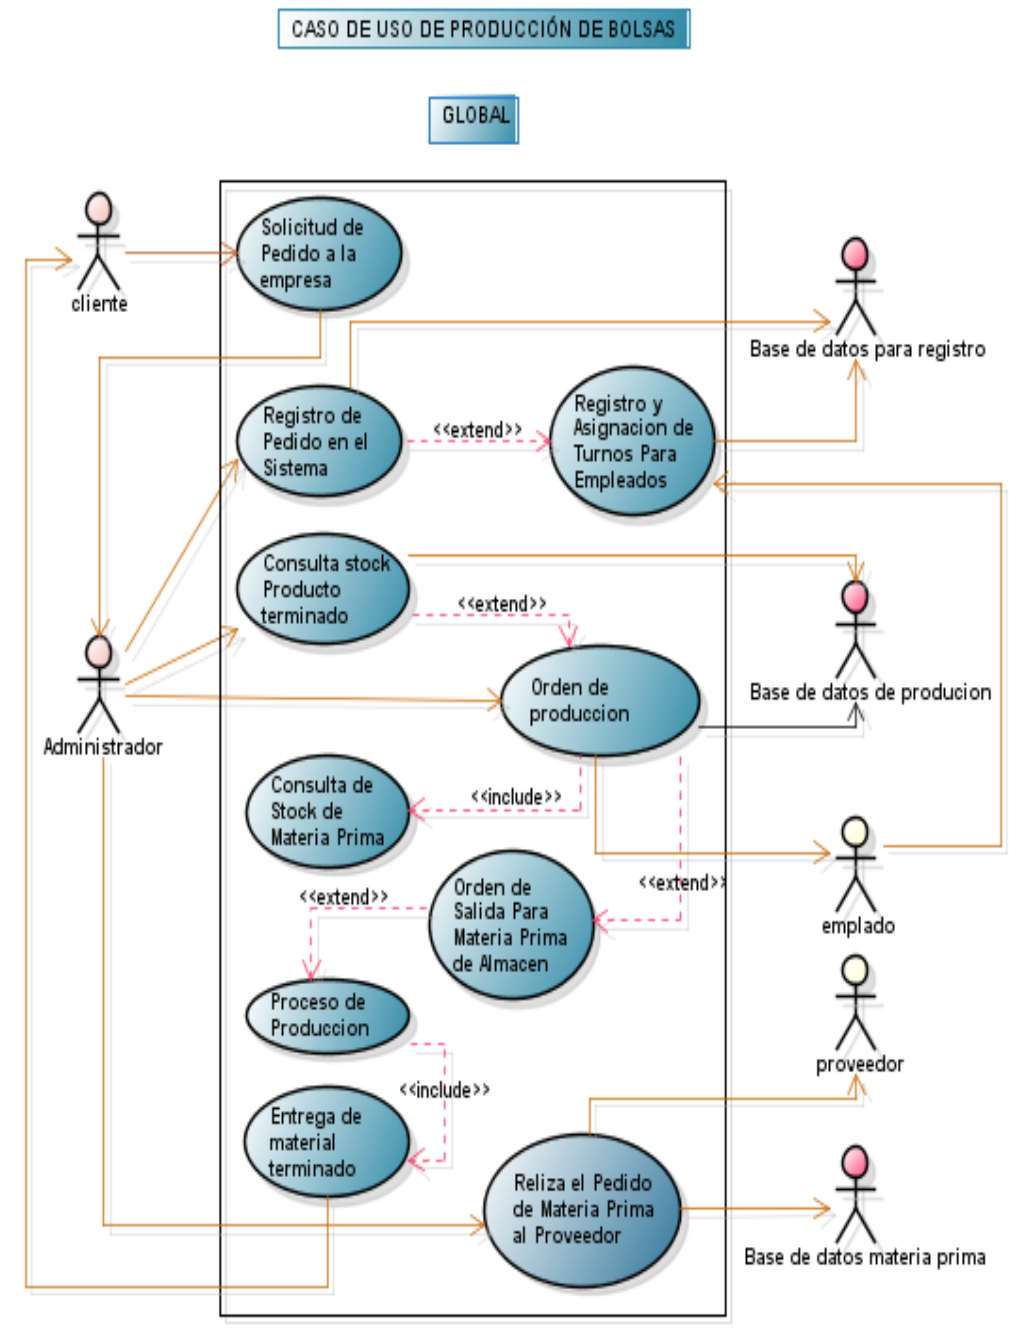 CASO DE USO DE PRODUCCIÓN DE BOLSAS
GLOBAL
Solicitud de
Pedido a la
empresa
cliente
Base de datos para registro
Registro de
Pedido en el
Sistema
<<extend>>
Registro y
Asignacion de
Turnos Para
Empleados
Consulta stock
Producto
terminado
<<extend>>
Orden de
produccion
Base de datos de producion
Administrador
Consulta de
Stock de
Materia Prima
<<include>>
<<extend>>
emplado
<<extend>>
Orden de
Salida Para
Materia Prima
de Almacen
Proceso de
Produccion
proveedor
<<include>>
Entrega de
material
terminado
Reliza el Pedido
de Materia Prima
al Proveedor
Base de datos materia prima